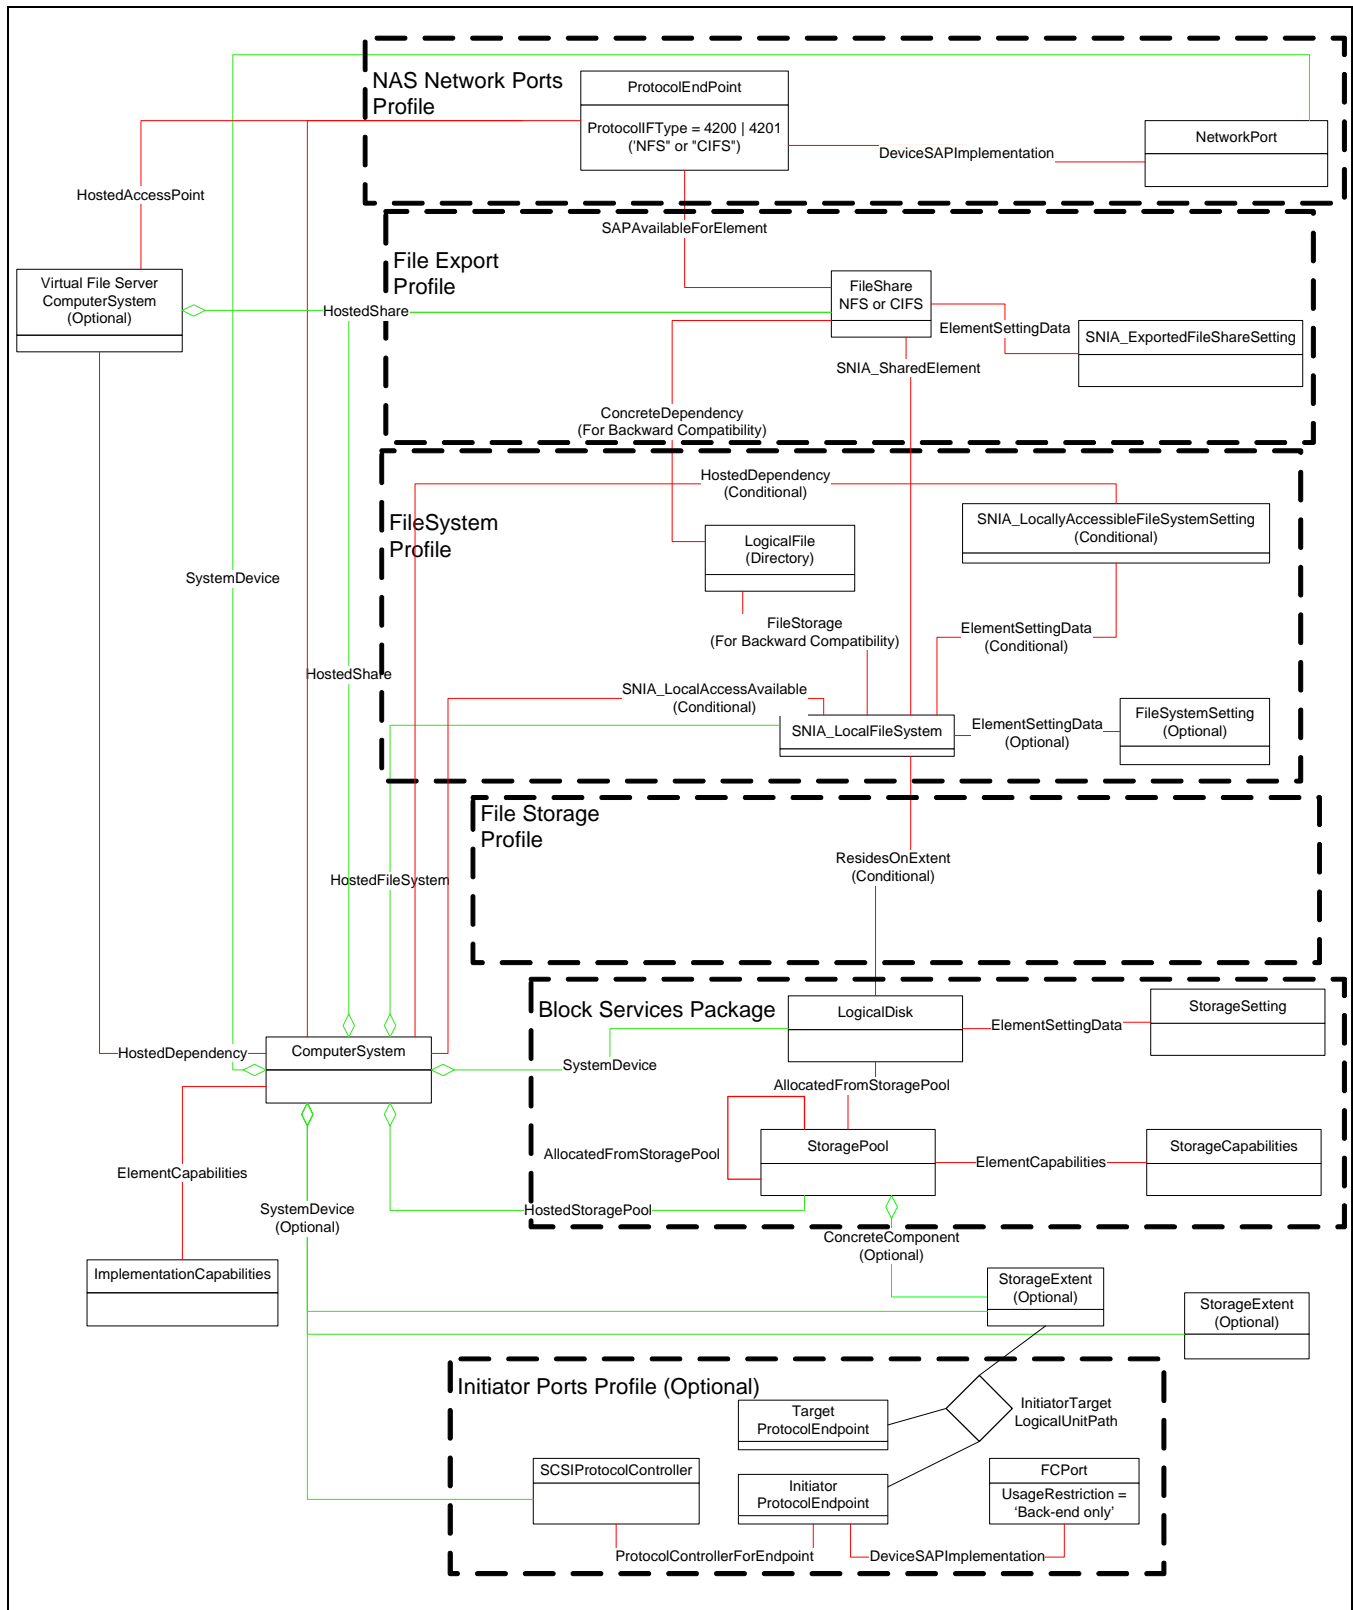 NAS Network Ports
Profile
ProtocolEndPoint
ProtocolIFType = 4200 | 4201
('NFS" or "CIFS")
DeviceSAPImplementation
NetworkPort
HostedAccessPoint
SAPAvailableForElement
File Export
Profile
Virtual File Server
ComputerSystem
(Optional)
HostedShare
FileShare
NFS or CIFS
ElementSettingData
SNIA_ExportedFileShareSetting
SNIA_SharedElement
ConcreteDependency
(For Backward Compatibility)
HostedDependency
(Conditional)
FileSystem
Profile
SNIA_LocallyAccessibleFileSystemSetting
(Conditional)
LogicalFile
(Directory)
SystemDevice
FileStorage
(For Backward Compatibility)
ElementSettingData
(Conditional)
HostedShare
SNIA_LocalAccessAvailable
(Conditional)
SNIA_LocalFileSystem
ElementSettingData
(Optional)
FileSystemSetting
(Optional)
File Storage
Profile
ResidesOnExtent
(Conditional)
HostedFileSystem
Block Services Package
LogicalDisk
ElementSettingData
StorageSetting
HostedDependency
ComputerSystem
SystemDevice
AllocatedFromStoragePool
AllocatedFromStoragePool
StoragePool
ElementCapabilities
StorageCapabilities
ElementCapabilities
SystemDevice
(Optional)
HostedStoragePool
ConcreteComponent
(Optional)
ImplementationCapabilities
StorageExtent
(Optional)
StorageExtent
(Optional)
Initiator Ports Profile (Optional)
Target
ProtocolEndpoint
InitiatorTarget
LogicalUnitPath
SCSIProtocolController
Initiator
ProtocolEndpoint
FCPort
UsageRestriction =
‘Back-end only’
ProtocolControllerForEndpoint
DeviceSAPImplementation